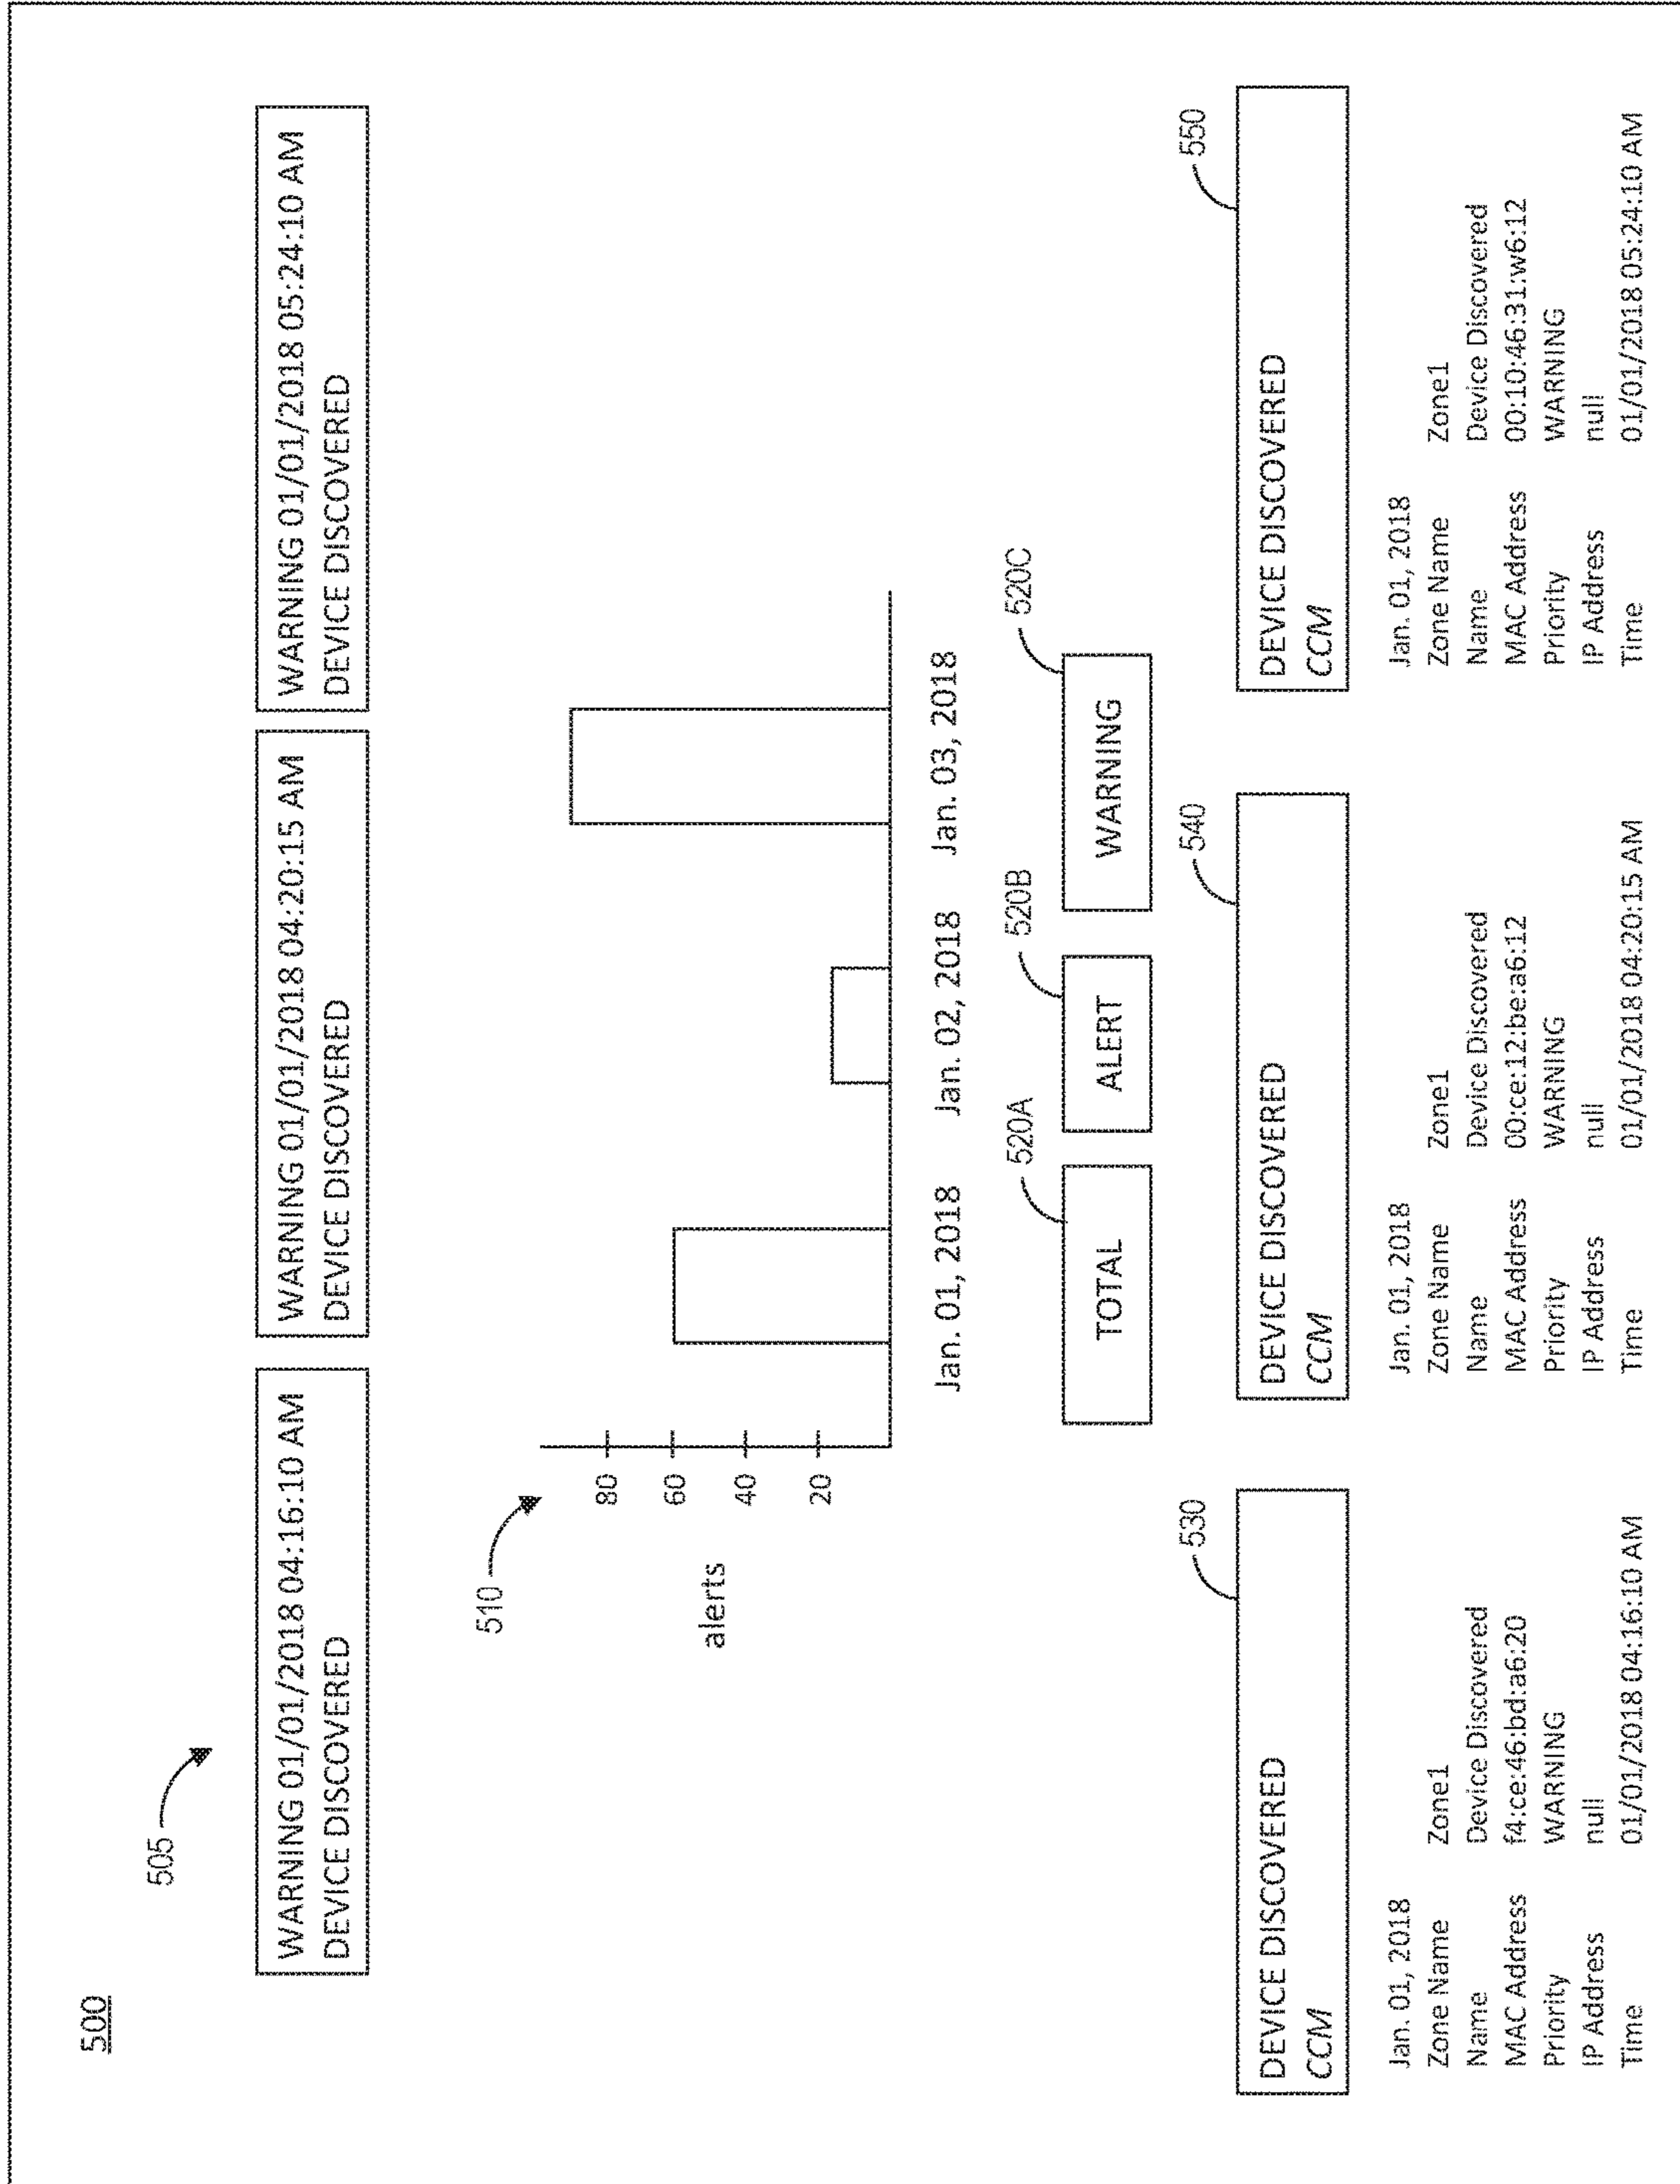 500
505
WARNING 01/01/2018 04:16:10 AM
DEVICE DISCOVERED
WARNING 01/01/2018 04:20:15 AM
DEVICE DISCOVERED
WARNING 01/01/2018 05:24:10 AM
DEVICE DISCOVERED
510
alerts
80
60
40
20
Jan. 01, 2018
Jan. 02, 2018
Jan. 03, 2018
520A
520B
520C
TOTAL
ALERT
WARNING
530
DEVICE DISCOVERED
CCM
Jan. 01, 2018
Zone Name Zone1
Name Device Discovered
MAC Address f4:ce:46:bd:a6:20
Priority WARNING
IP Address null
Time 01/01/2018 04:16:10 AM
540
DEVICE DISCOVERED
CCM
Jan. 01, 2018
Zone Name Zone1
Name Device Discovered
MAC Address 00:ce:12:be:a6:12
Priority WARNING
IP Address null
Time 01/01/2018 04:20:15 AM
550
DEVICE DISCOVERED
CCM
Jan. 01, 2018
Zone Name Zone1
Name Device Discovered
MAC Address 00:10:46:31:w6:12
Priority WARNING
IP Address null
Time 01/01/2018 05:24:10 AM